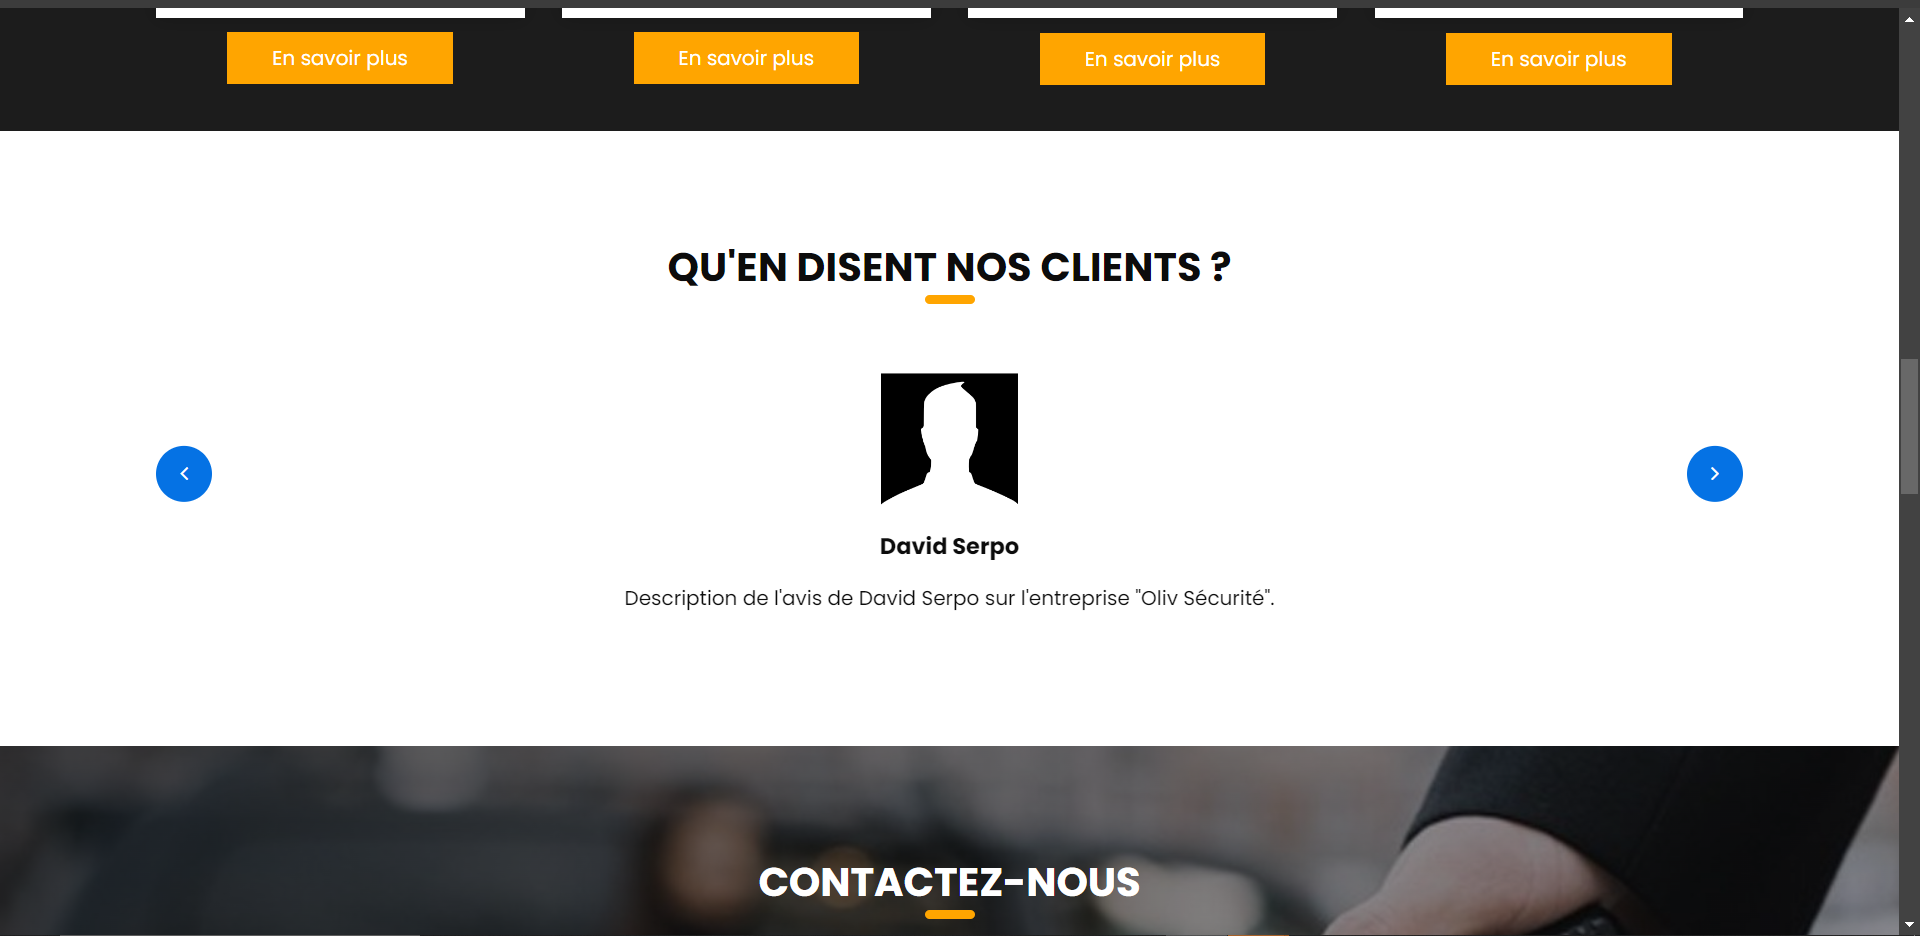 En savoir plus
En savoir plus
En savoir plus
En savoir plus
QU'EN DISENT NOS CLIENTS ?
David Serpo
Description de l'avis de David Serpo sur l'entreprise "Oliv Sécurité".
CONTACTEZ-NOUS